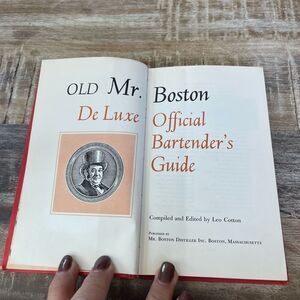 OLD Mr. Boston
De Luxe Official
Bartender's
Guide
Compiled and Edited by Leo Cotton
Published by
Mr. Boston Distiller Inc. Boston, Massachusetts